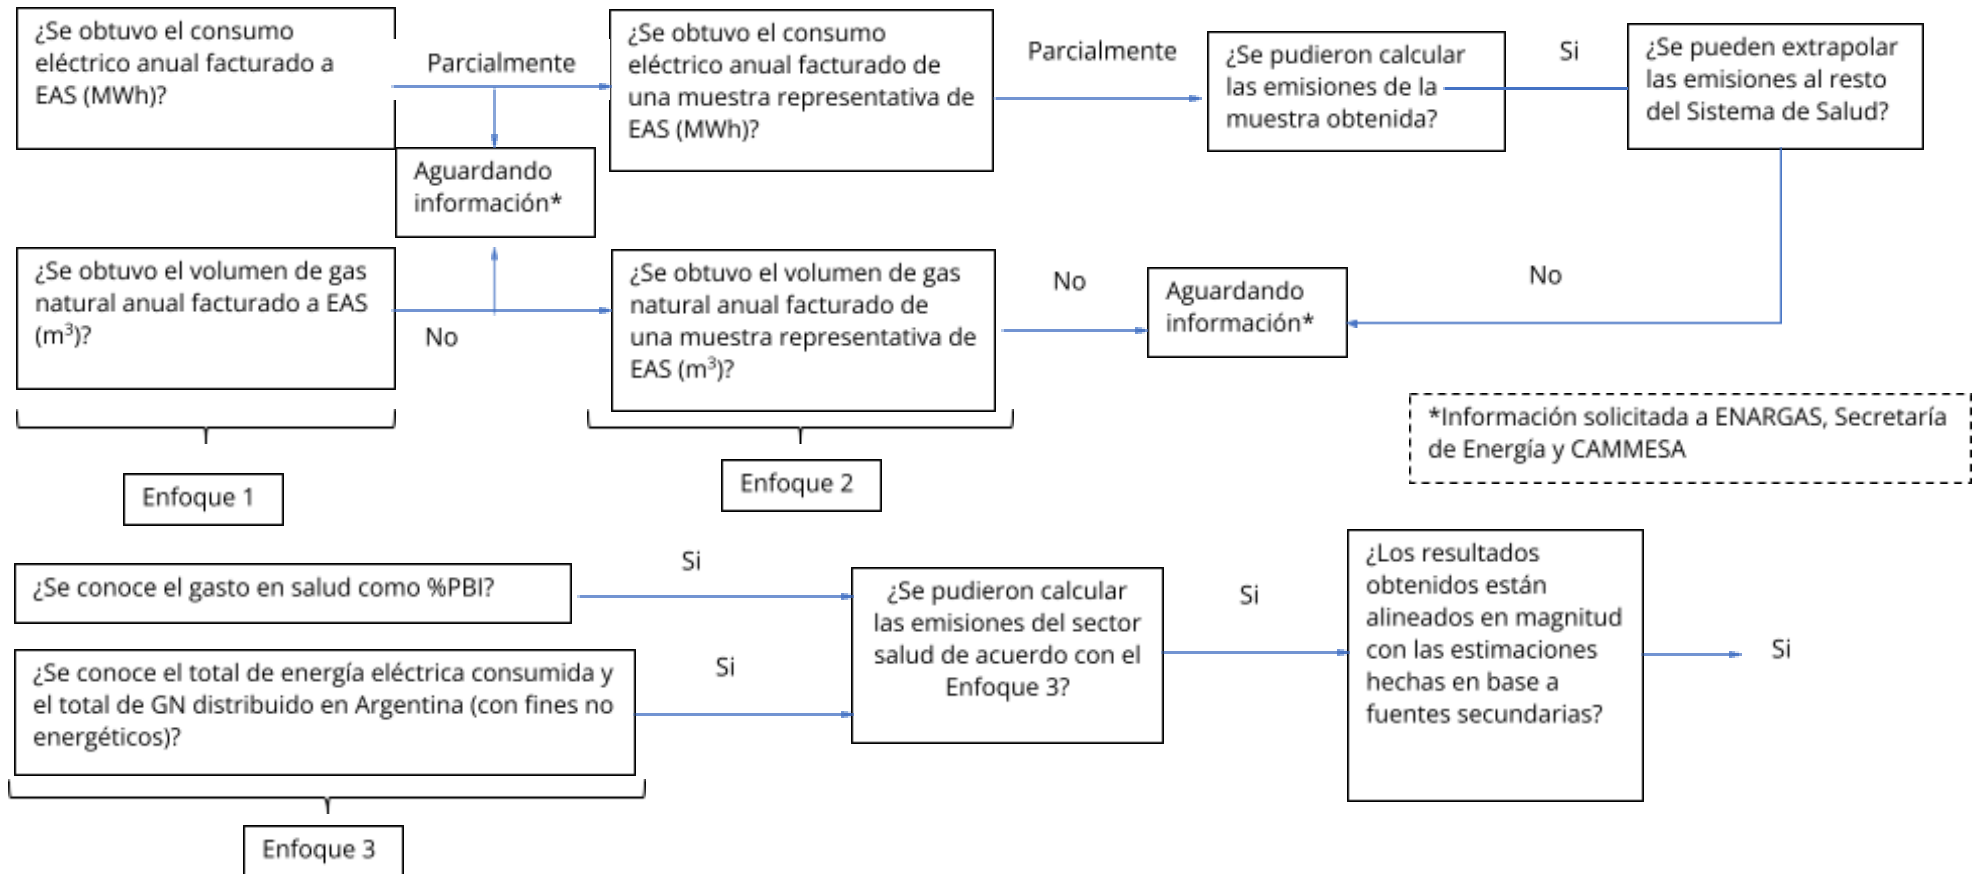 ¿Se obtuvo el consumo
eléctrico anual facturado a
EAS (MWh)?
Parcialmente
¿Se obtuvo el consumo
eléctrico anual facturado de
una muestra representativa de
EAS (MWh)?
Parcialmente
¿Se pudieron calcular
las emisiones de la
muestra obtenida?
Si
¿Se pueden extrapolar
las emisiones al resto
del Sistema de Salud?
Aguardando
información*
¿Se obtuvo el volumen de gas
natural anual facturado a EAS
(m³)?
No
¿Se obtuvo el volumen de gas
natural anual facturado de
una muestra representativa de
EAS (m³)?
No
Aguardando
información*
No
*Información solicitada a ENARGAS, Secretaría
de Energía y CAMMESA
Enfoque 1
Enfoque 2
¿Se conoce el gasto en salud como %PBI?
Si
¿Se conoce el total de energía eléctrica consumida y
el total de GN distribuido en Argentina (con fines no
energéticos)?
Si
¿Se pudieron calcular
las emisiones del sector
salud de acuerdo con el
Enfoque 3?
Si
¿Los resultados
obtenidos están
alineados en magnitud
con las estimaciones
hechas en base a
fuentes secundarias?
Si
Enfoque 3